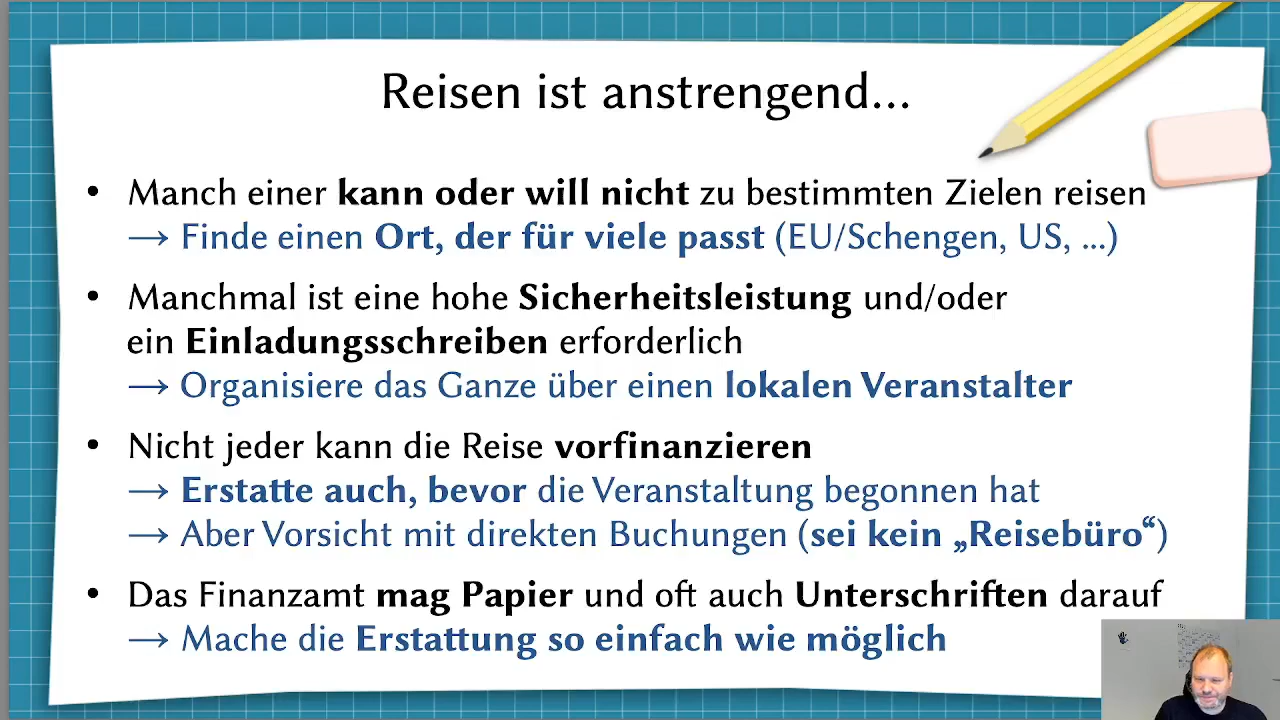 Reisen ist anstrengend...
• Manch einer kann oder will nicht zu bestimmten Zielen reisen
→ Finde einen Ort, der für viele passt (EU/Schengen, US, ...)
• Manchmal ist eine hohe Sicherheitsleistung und/oder
ein Einladungsschreiben erforderlich
→ Organisiere das Ganze über einen lokalen Veranstalter
• Nicht jeder kann die Reise vorfinanzieren
→ Erstatte auch, bevor die Veranstaltung begonnen hat
→ Aber Vorsicht mit direkten Buchungen (sei kein „Reisebüro“)
• Das Finanzamt mag Papier und oft auch Unterschriften darauf
→ Mache die Erstattung so einfach wie möglich